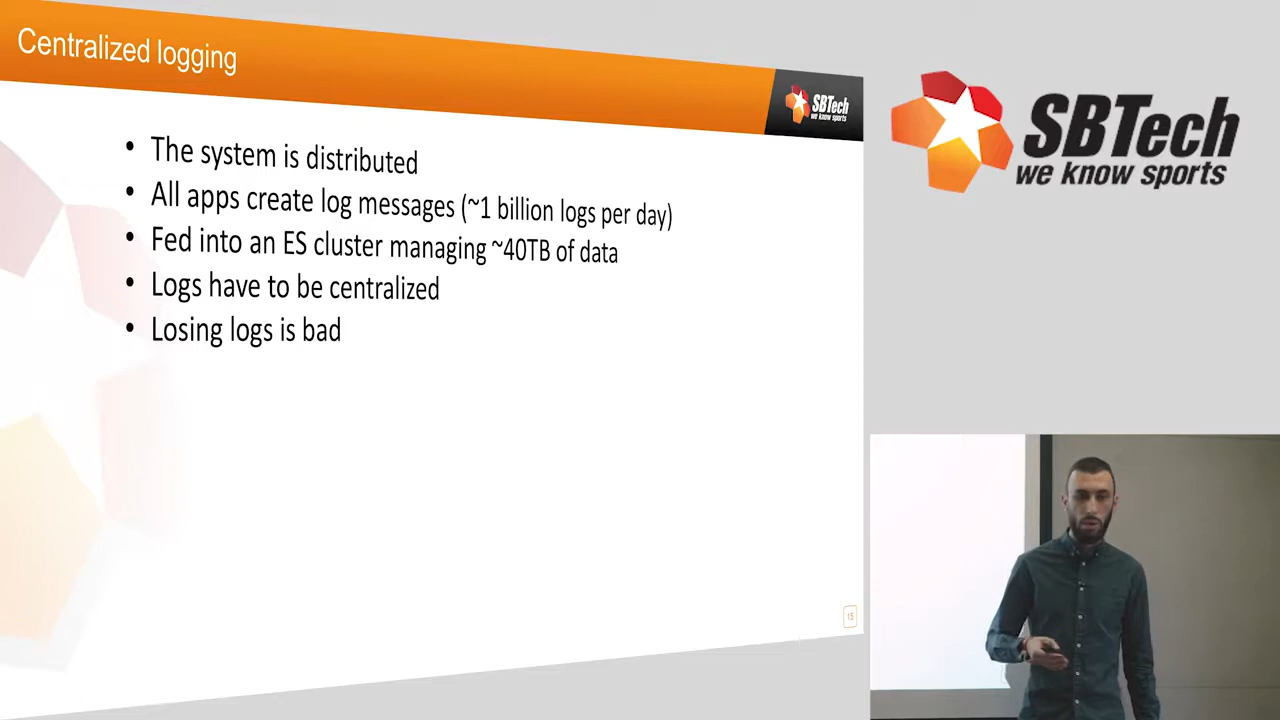 Centralized logging
SBTech
we know sports
• The system is distributed
• All apps create log messages (~1 billion logs per day)
• Fed into an ES cluster managing ~40TB of data
• Logs have to be centralized
• Losing logs is bad
15
SBTech
we know sports